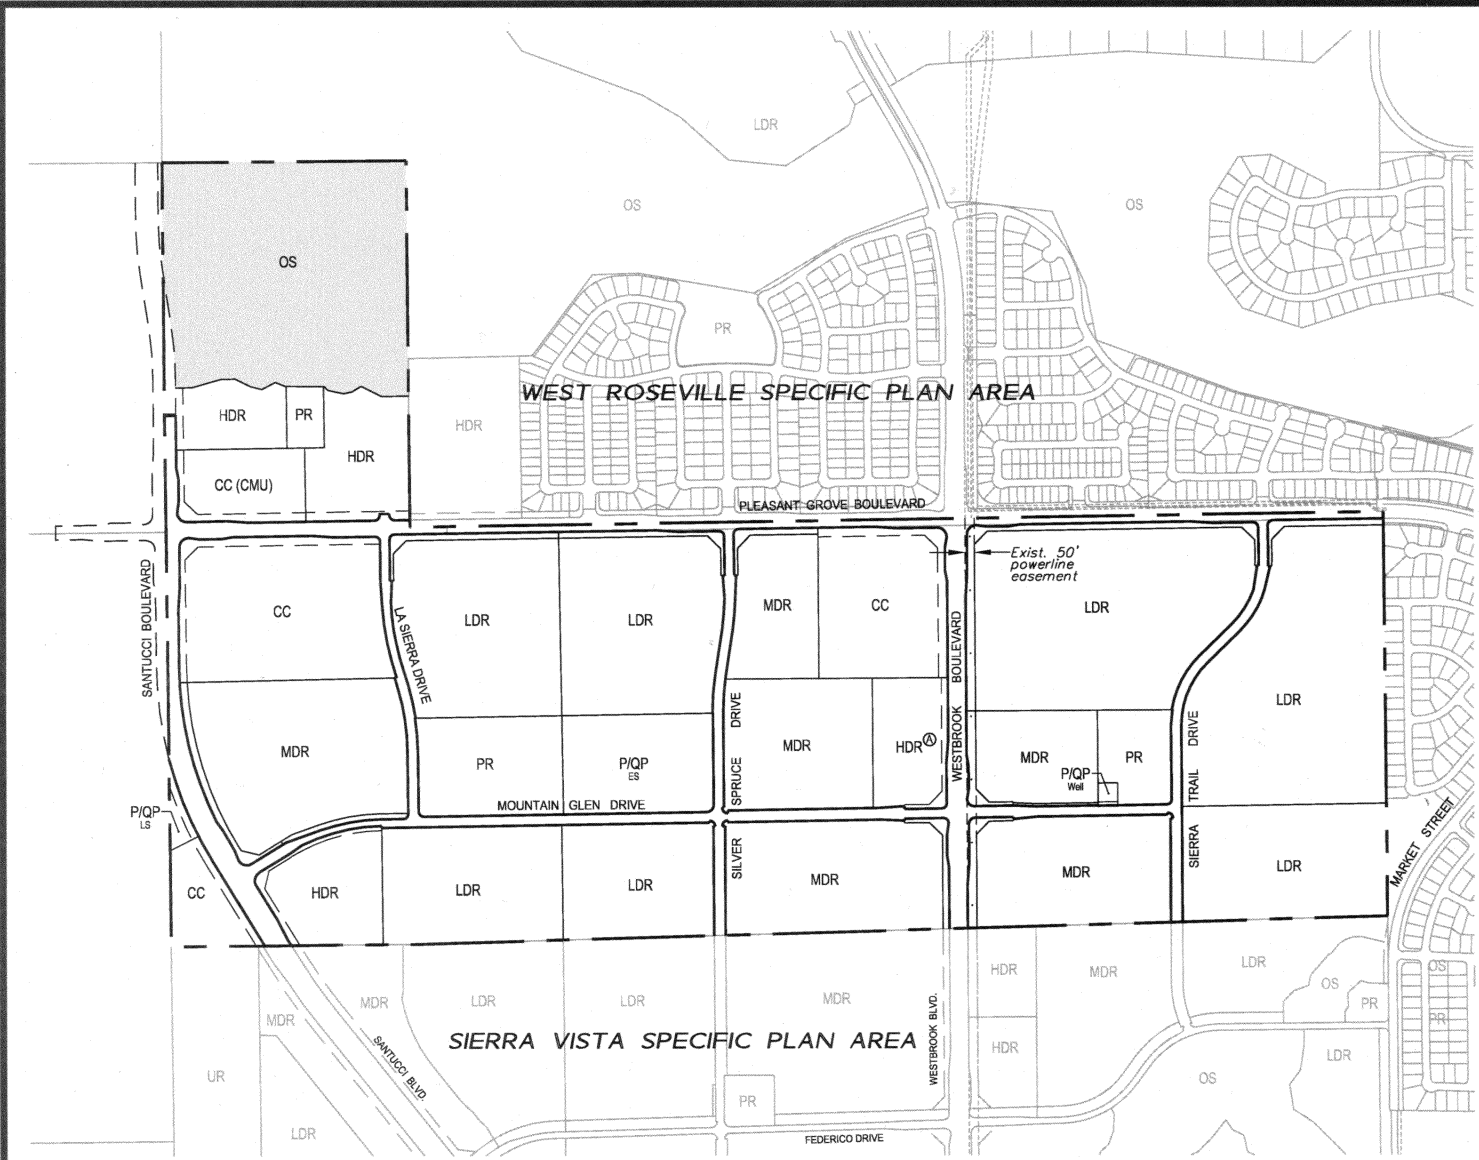 LDR
OS
OS
OS
PR
WEST ROSEVILLE SPECIFIC PLAN AREA
HDR
PR
HDR
HDR
CC (CMU)
PLEASANT GROVE BOULEVARD
Exist. 50'
powerline
easement
SANTUCCI BOULEVARD
CC
LA SIERRA DRIVE
LDR
LDR
MDR
CC
WESTBROOK BOULEVARD
LDR
LDR
MDR
PR
P/QP
ES
SPRUCE DRIVE
MDR
HDR A
MDR
P/QP
Well
PR
TRAIL DRIVE
MOUNTAIN GLEN DRIVE
P/QP
LS
CC
HDR
LDR
LDR
SILVER
MDR
MDR
SIERRA
LDR
MARKET STREET
MDR
MDR
LDR
LDR
MDR
HDR
MDR
LDR
OS
PR
OS
PR
SIERRA VISTA SPECIFIC PLAN AREA
SANTUCCI BLVD.
WESTBROOK BLVD.
HDR
LDR
UR
LDR
PR
OS
FEDERICO DRIVE